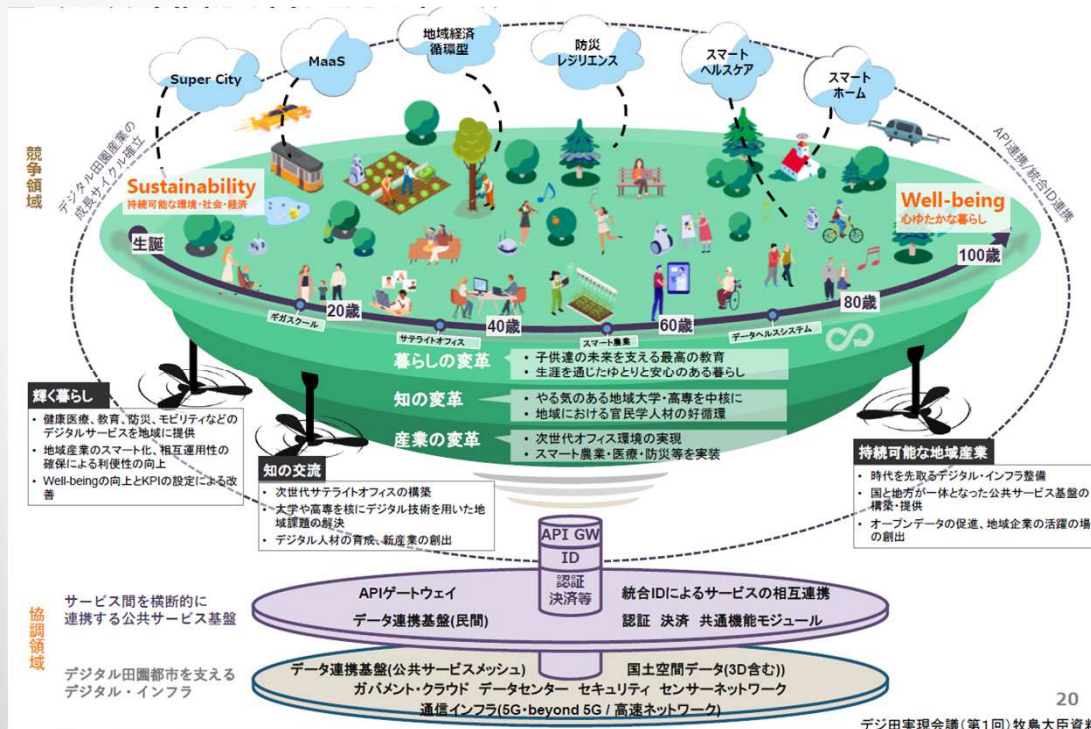 Super City
MaaS
地域経済
循環型
防災
レジリエンス
スマート
ヘルスケア
スマート
ホーム
競争領域
デジタル田園産業の
成長サイクル確立
API連携/統合ID連携
Sustainability
持続可能な環境・社会・経済
Well-being
心ゆたかな暮らし
生誕
20歳
40歳
60歳
80歳
100歳
ギガスクール
サテライトオフィス
スマート農業
データヘルスシステム
暮らしの変革
・ 子供達の未来を支える最高の教育
・ 生涯を通じたゆとりと安心のある暮らし
知の変革
・ やる気のある地域大学・高専を中核に
・ 地域における官民学人材の好循環
産業の変革
・ 次世代オフィス環境の実現
・ スマート農業・医療・防災等を実装
輝く暮らし
・ 健康医療、教育、防災、モビリティなどの
デジタルサービスを地域に提供
・ 地域産業のスマート化、相互運用性の
確保による利便性の向上
・ Well-beingの向上とKPIの設定による改
善
知の交流
・ 次世代サテライトオフィスの構築
・ 大学や高専を核にデジタル技術を用いた地
域課題の解決
・ デジタル人材の育成、新産業の創出
持続可能な地域産業
・ 時代を先取るデジタル・インフラ整備
・ 国と地方が一体となった公共サービス基盤の
構築・提供
・ オープンデータの促進、地域企業の活躍の場
の創出
API GW
ID
認証
決済等
協調領域
サービス間を横断的に
連携する公共サービス基盤
APIゲートウェイ
統合IDによるサービスの相互連携
データ連携基盤(民間)
認証 決済 共通機能モジュール
デジタル田園都市を支える
デジタル・インフラ
データ連携基盤(公共サービスメッシュ)
国土空間データ(3D含む))
ガバメント・クラウド データセンター セキュリティ センサーネットワーク
通信インフラ(5G・beyond 5G / 高速ネットワーク)
20
デジ田実現会議(第1回)牧島大臣資料